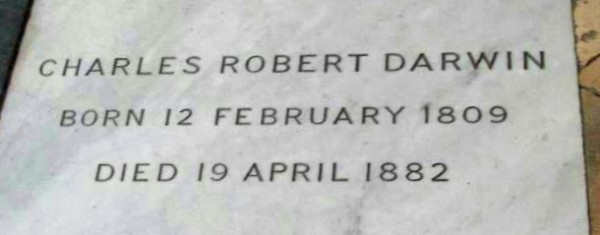 CHARLES ROBERT DARWIN
BORN 12 FEBRUARY 1809
DIED 19 APRIL 1882